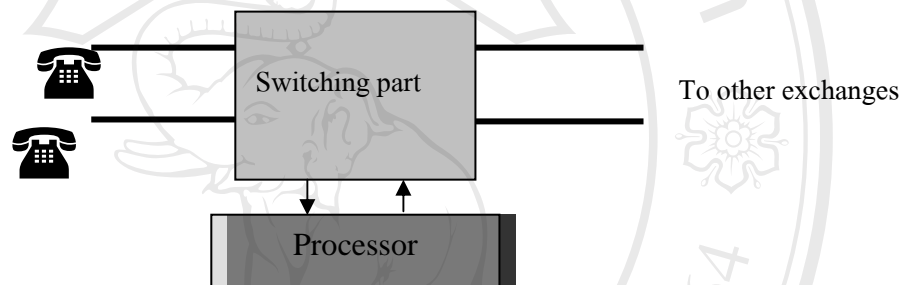 Switching part
To other exchanges
Processor